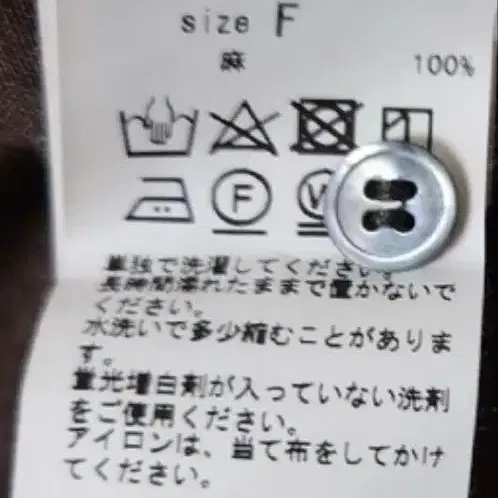 size F
麻 100%
F
W
単独で洗濯してください。
長時間濡れたままで置かないで
ください。
水洗いで多少縮むことがありま
す。
蛍光増白剤が入っていない洗剤
をご使用ください。
アイロンは、当て布をしてかけ
てください。